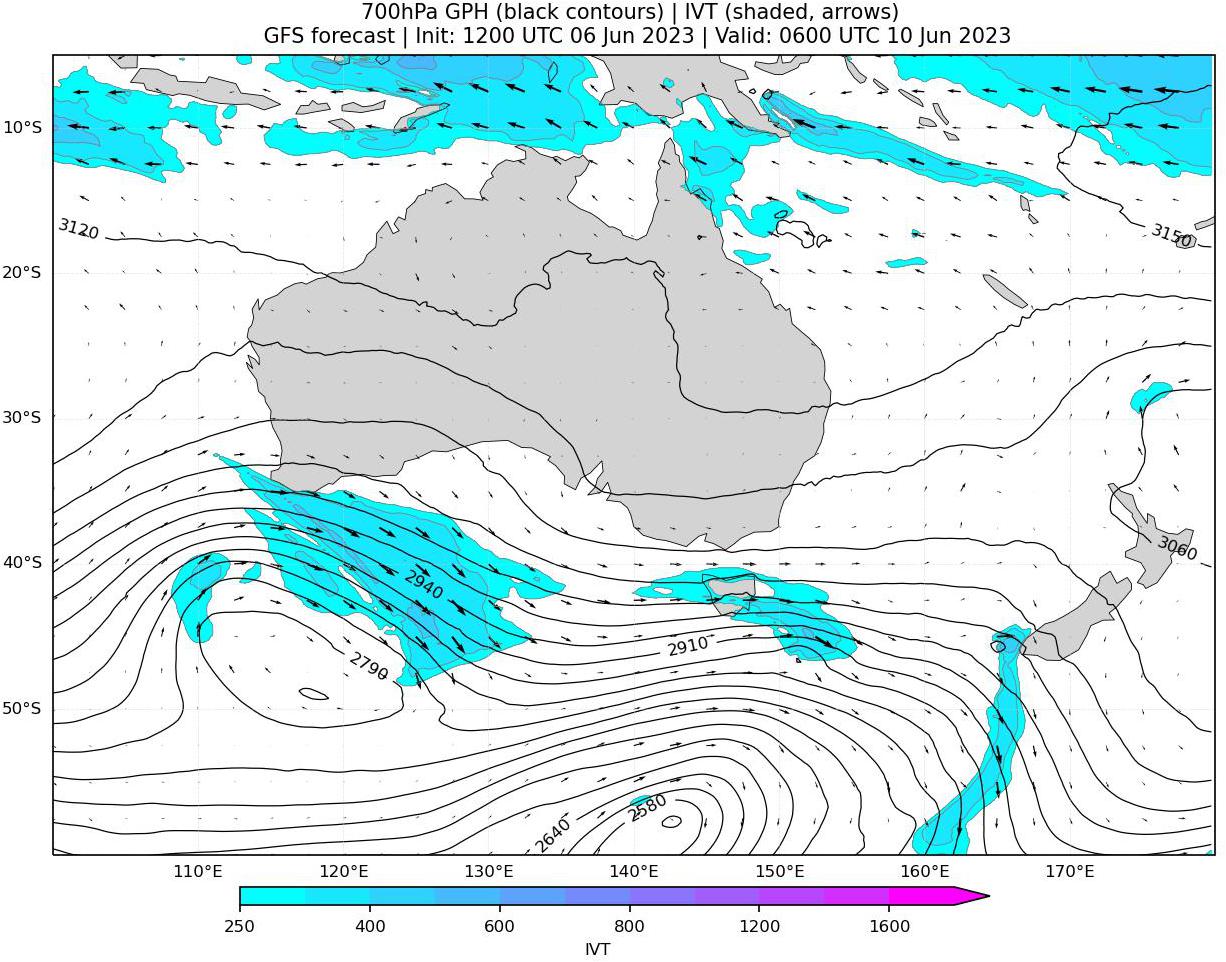 700hPa GPH (black contours) | IVT (shaded, arrows)
GFS forecast | Init: 1200 UTC 06 Jun 2023 | Valid: 0600 UTC 10 Jun 2023
10°S
3120
3150
20°S
30°S
3060
40°S
2940
2910
2790
50°S
2580
2640
110°E 120°E 130°E 140°E 150°E 160°E 170°E
250 400 600 800 1200 1600
IVT